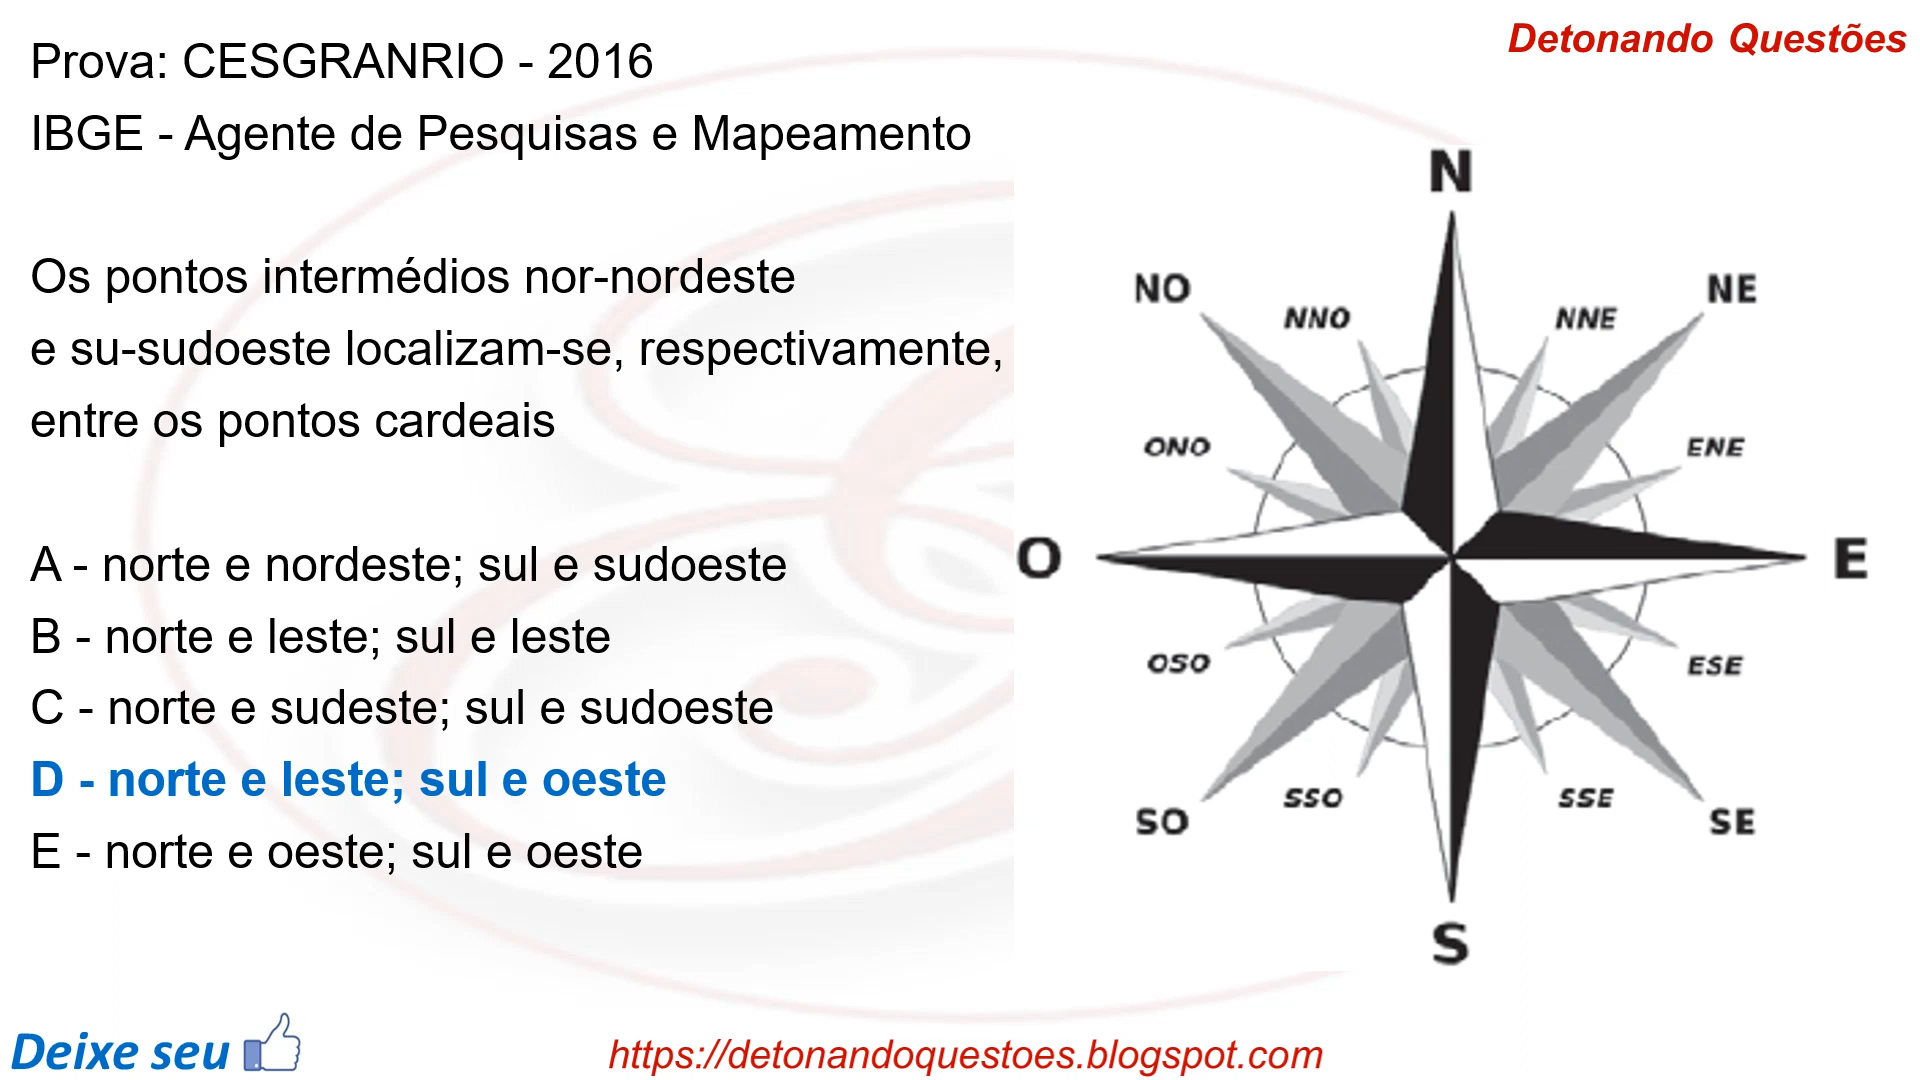 Prova: CESGRANRIO - 2016
Detonando Questões
IBGE - Agente de Pesquisas e Mapeamento
Os pontos intermédios nor-nordeste
e su-sudoeste localizam-se, respectivamente,
entre os pontos cardeais
A - norte e nordeste; sul e sudoeste
B - norte e leste; sul e leste
C - norte e sudeste; sul e sudoeste
D - norte e leste; sul e oeste
E - norte e oeste; sul e oeste
N
NO
NE
NNO
NNE
ONO
ENE
O
E
OSO
ESE
SSO
SSE
SO
SE
S
Deixe seu
https://detonandoquestoes.blogspot.com